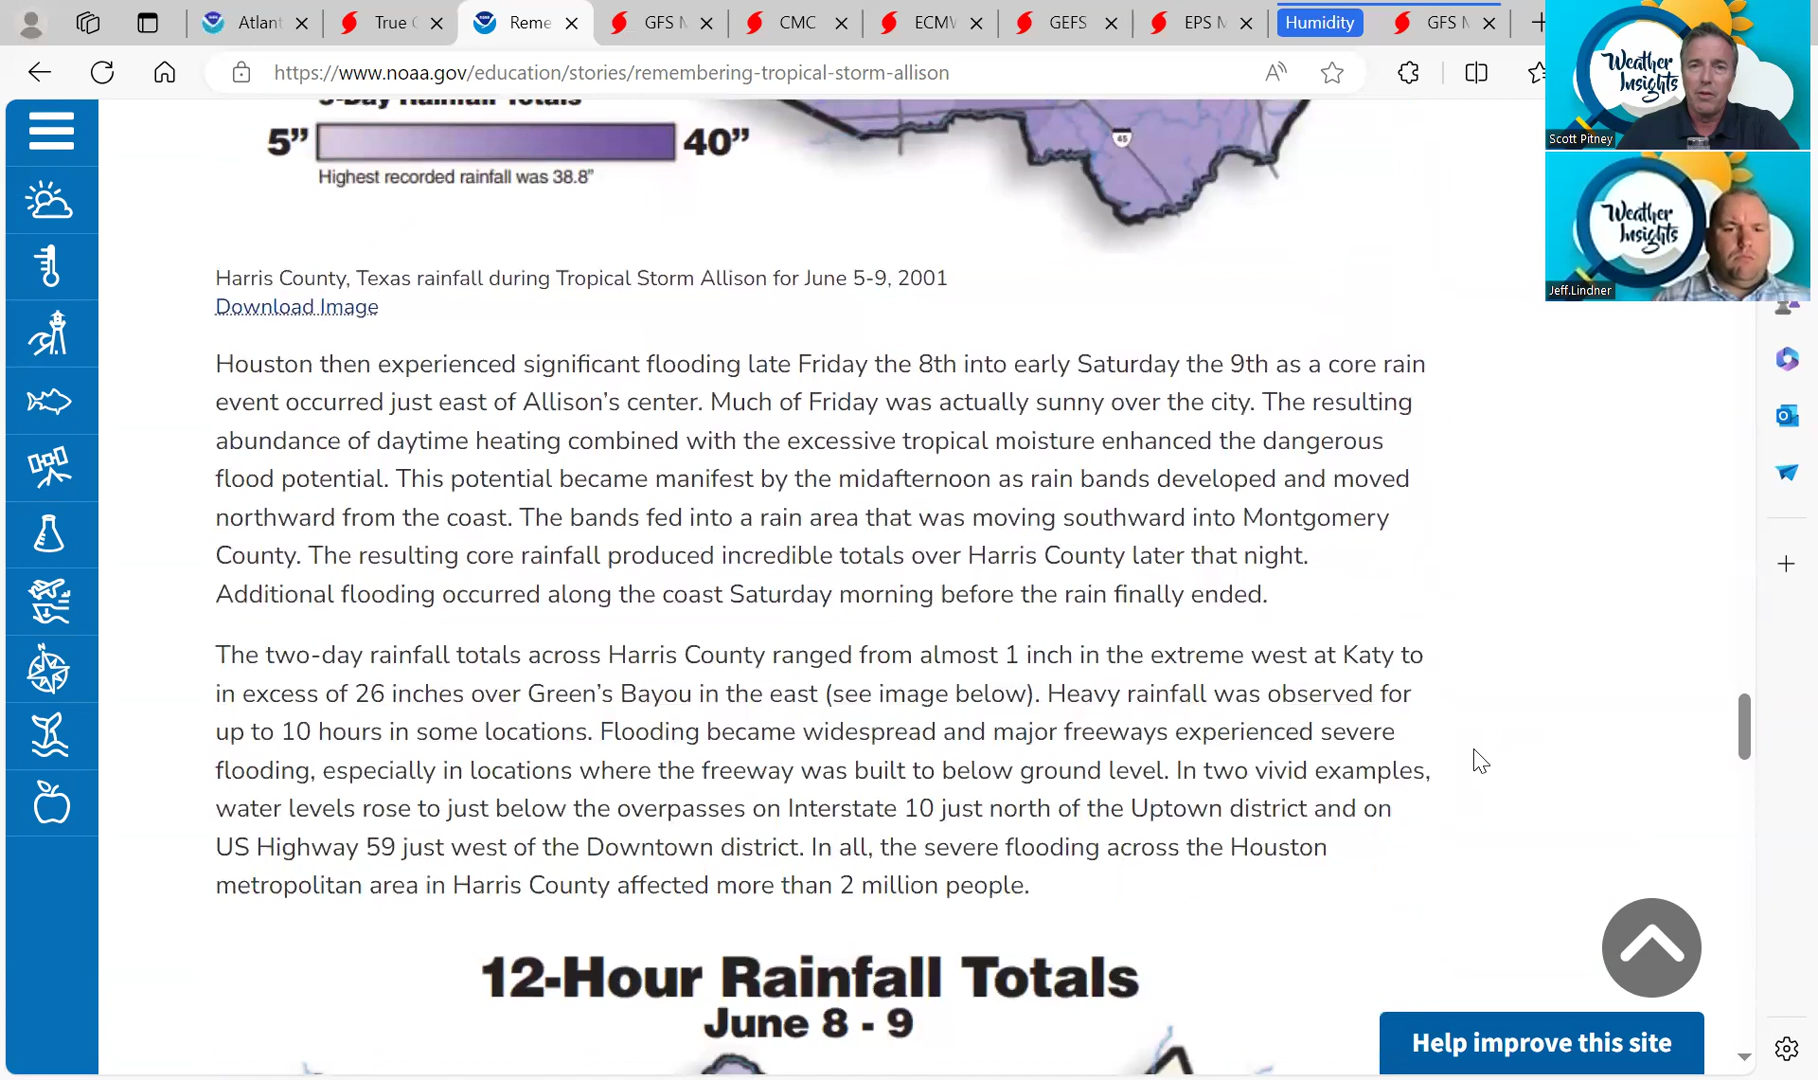 Atlant
True C
Reme
GFS M
CMC
ECMW
GEFS
EPS M
Humidity
GFS M
https://www.noaa.gov/education/stories/remembering-tropical-storm-allison
Weather
Insights
Scott Pitney
Weather
Insights
Jeff.Lindner
5-Day Rainfall Totals
5” 40”
Highest recorded rainfall was 38.8”
45
Harris County, Texas rainfall during Tropical Storm Allison for June 5-9, 2001
Download Image
Houston then experienced significant flooding late Friday the 8th into early Saturday the 9th as a core rain
event occurred just east of Allison’s center. Much of Friday was actually sunny over the city. The resulting
abundance of daytime heating combined with the excessive tropical moisture enhanced the dangerous
flood potential. This potential became manifest by the midafternoon as rain bands developed and moved
northward from the coast. The bands fed into a rain area that was moving southward into Montgomery
County. The resulting core rainfall produced incredible totals over Harris County later that night.
Additional flooding occurred along the coast Saturday morning before the rain finally ended.
The two-day rainfall totals across Harris County ranged from almost 1 inch in the extreme west at Katy to
in excess of 26 inches over Green’s Bayou in the east (see image below). Heavy rainfall was observed for
up to 10 hours in some locations. Flooding became widespread and major freeways experienced severe
flooding, especially in locations where the freeway was built to below ground level. In two vivid examples,
water levels rose to just below the overpasses on Interstate 10 just north of the Uptown district and on
US Highway 59 just west of the Downtown district. In all, the severe flooding across the Houston
metropolitan area in Harris County affected more than 2 million people.
12-Hour Rainfall Totals
June 8 - 9
Help improve this site